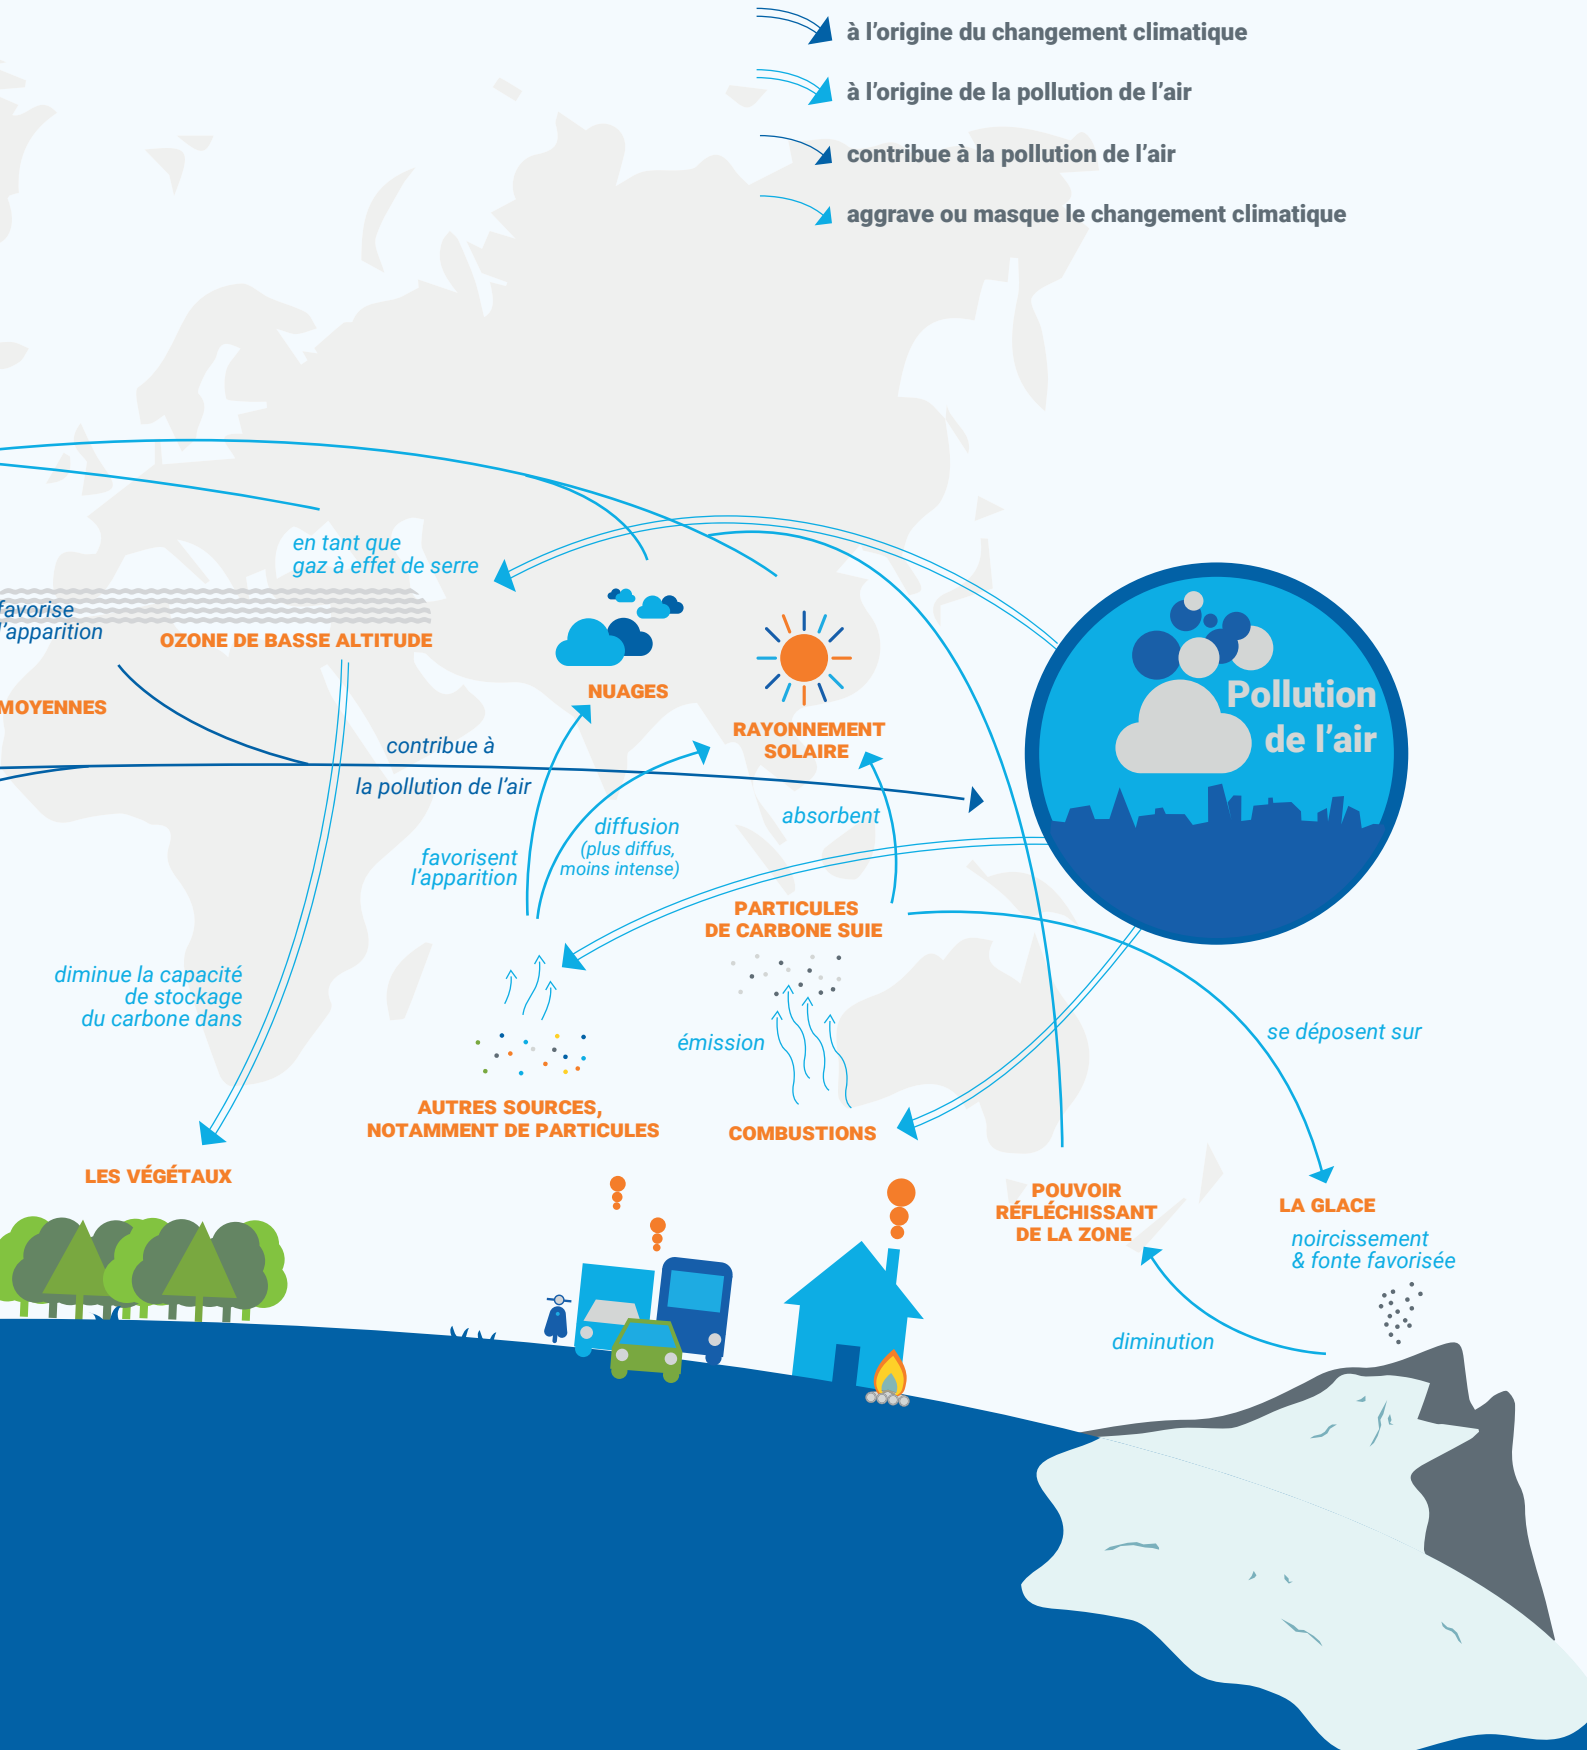 à l’origine du changement climatique
à l’origine de la pollution de l’air
contribue à la pollution de l’air
aggrave ou masque le changement climatique
en tant que
gaz à effet de serre
favorise
l’apparition
OZONE DE BASSE ALTITUDE
MOYENNES
NUAGES
RAYONNEMENT
SOLAIRE
Pollution
de l’air
contribue à
la pollution de l’air
diffusion
(plus diffus,
moins intense)
absorbent
favorisent
l’apparition
PARTICULES
DE CARBONE SUIE
diminue la capacité
de stockage
du carbone dans
émission
se déposent sur
AUTRES SOURCES,
NOTAMMENT DE PARTICULES
COMBUSTIONS
LES VÉGÉTAUX
POUVOIR
RÉFLÉCHISSANT
DE LA ZONE
LA GLACE
noircissement
& fonte favorisée
diminution